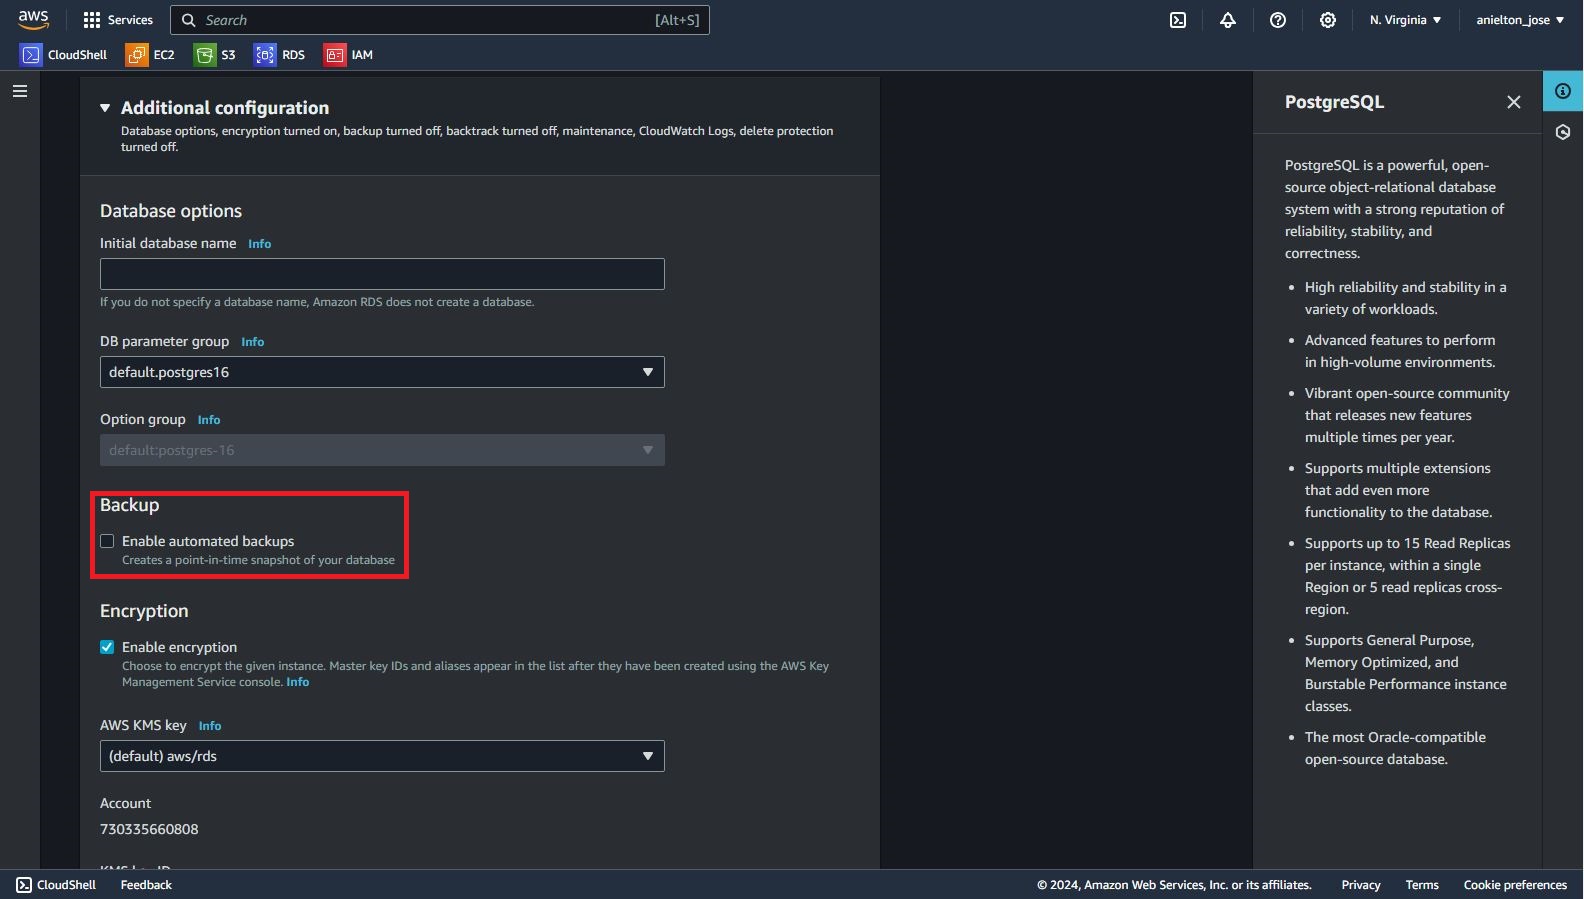 aws
Services
Search
[Alt+S]
N. Virginia
anielton_jose
CloudShell
EC2
S3
RDS
IAM
Additional configuration
Database options, encryption turned on, backup turned off, backtrack turned off, maintenance, CloudWatch Logs, delete protection
turned off.
Database options
Initial database name Info
If you do not specify a database name, Amazon RDS does not create a database.
DB parameter group Info
default.postgres16
Option group Info
default:postgres-16
Backup
Enable automated backups
Creates a point-in-time snapshot of your database
Encryption
Enable encryption
Choose to encrypt the given instance. Master key IDs and aliases appear in the list after they have been created using the AWS Key
Management Service console. Info
AWS KMS key Info
(default) aws/rds
Account
730335660808
KMS key ID
PostgreSQL
PostgreSQL is a powerful, open-
source object-relational database
system with a strong reputation of
reliability, stability, and
correctness.
• High reliability and stability in a
variety of workloads.
• Advanced features to perform
in high-volume environments.
• Vibrant open-source community
that releases new features
multiple times per year.
• Supports multiple extensions
that add even more
functionality to the database.
• Supports up to 15 Read Replicas
per instance, within a single
Region or 5 read replicas cross-
region.
• Supports General Purpose,
Memory Optimized, and
Burstable Performance instance
classes.
• The most Oracle-compatible
open-source database.
CloudShell
Feedback
© 2024, Amazon Web Services, Inc. or its affiliates.
Privacy
Terms
Cookie preferences